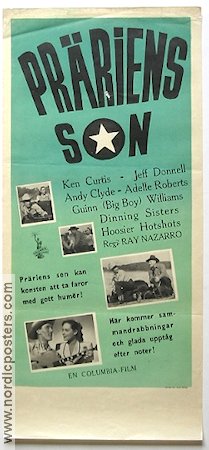 PRÄRIENS
SON
Ken Curtis - Jeff Donnell
Andy Clyde - Adelle Roberts
Guinn (Big Boy) Williams
Dinning Sisters
Hoosier Hotshots
Regi RAY NAZARRO
Präriens son kan
konsten att ta faror
med gott humör!
Här kommer sam-
mandrabbningar
och glada upptåg
efter noter!
EN COLUMBIA-FILM
© www.nordicposters.com